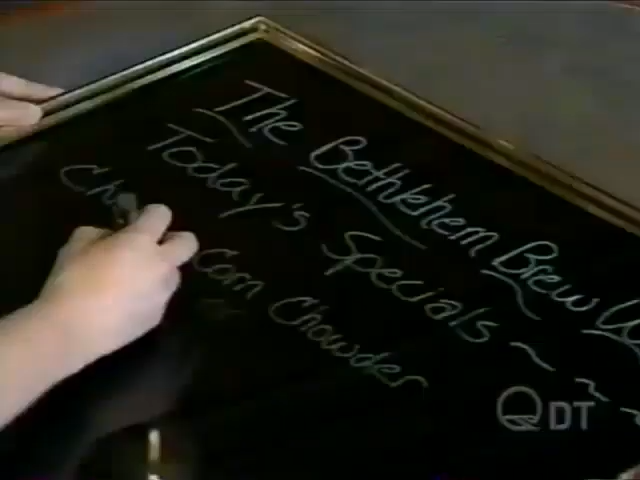 The Bethlehem Brew
Today's Specials ~ ~ ~
corn Chowder
QDT